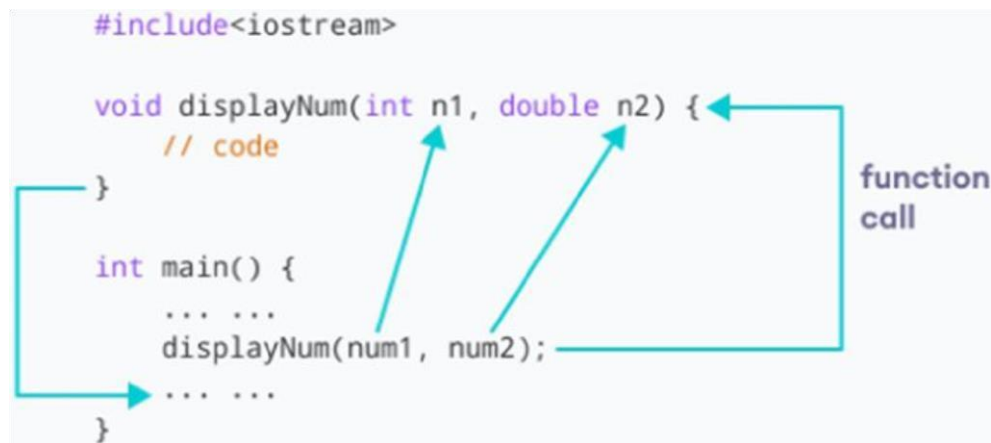 #include<iostream>
void displayNum(int n1, double n2) {
// code
}
function
call
int main() {
... ...
displayNum(num1, num2);
... ...
}